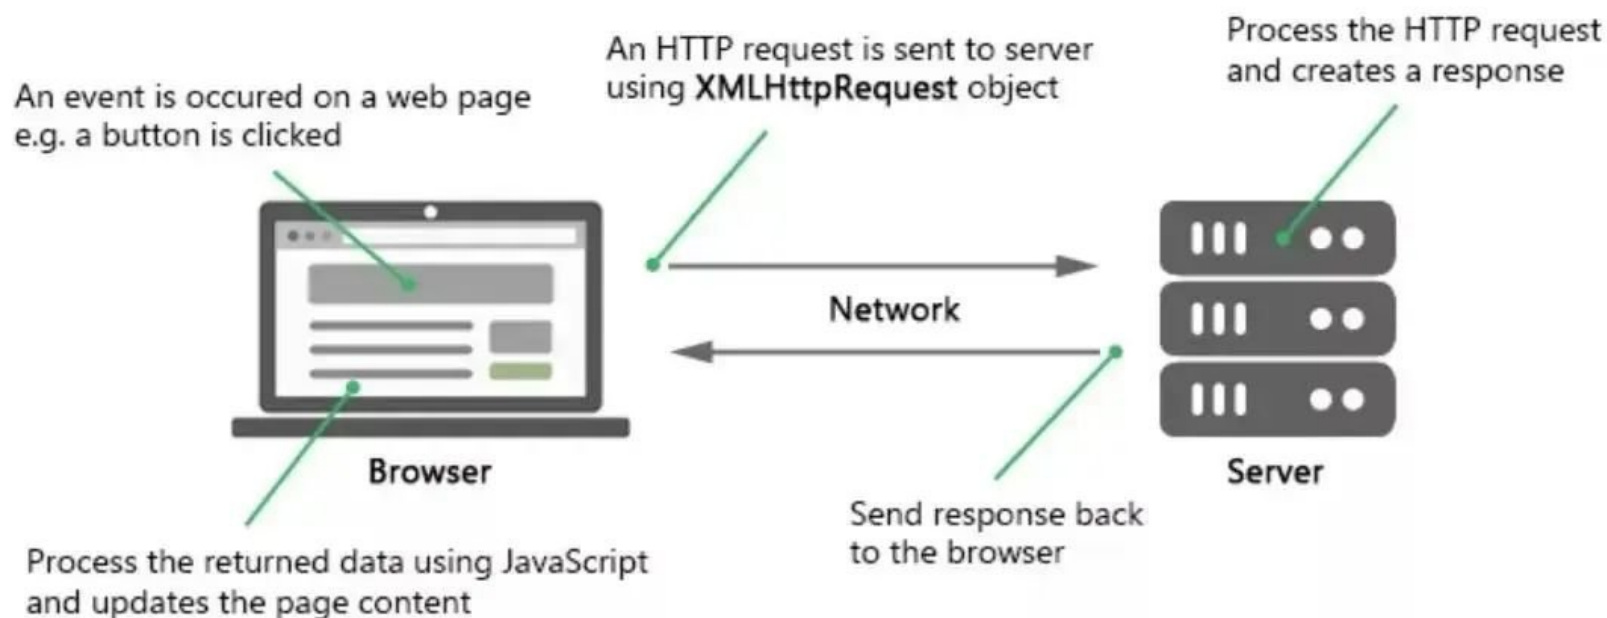 An event is occured on a web page
e.g. a button is clicked
An HTTP request is sent to server
using XMLHttpRequest object
Process the HTTP request
and creates a response
Network
Browser
Server
Send response back
to the browser
Process the returned data using JavaScript
and updates the page content